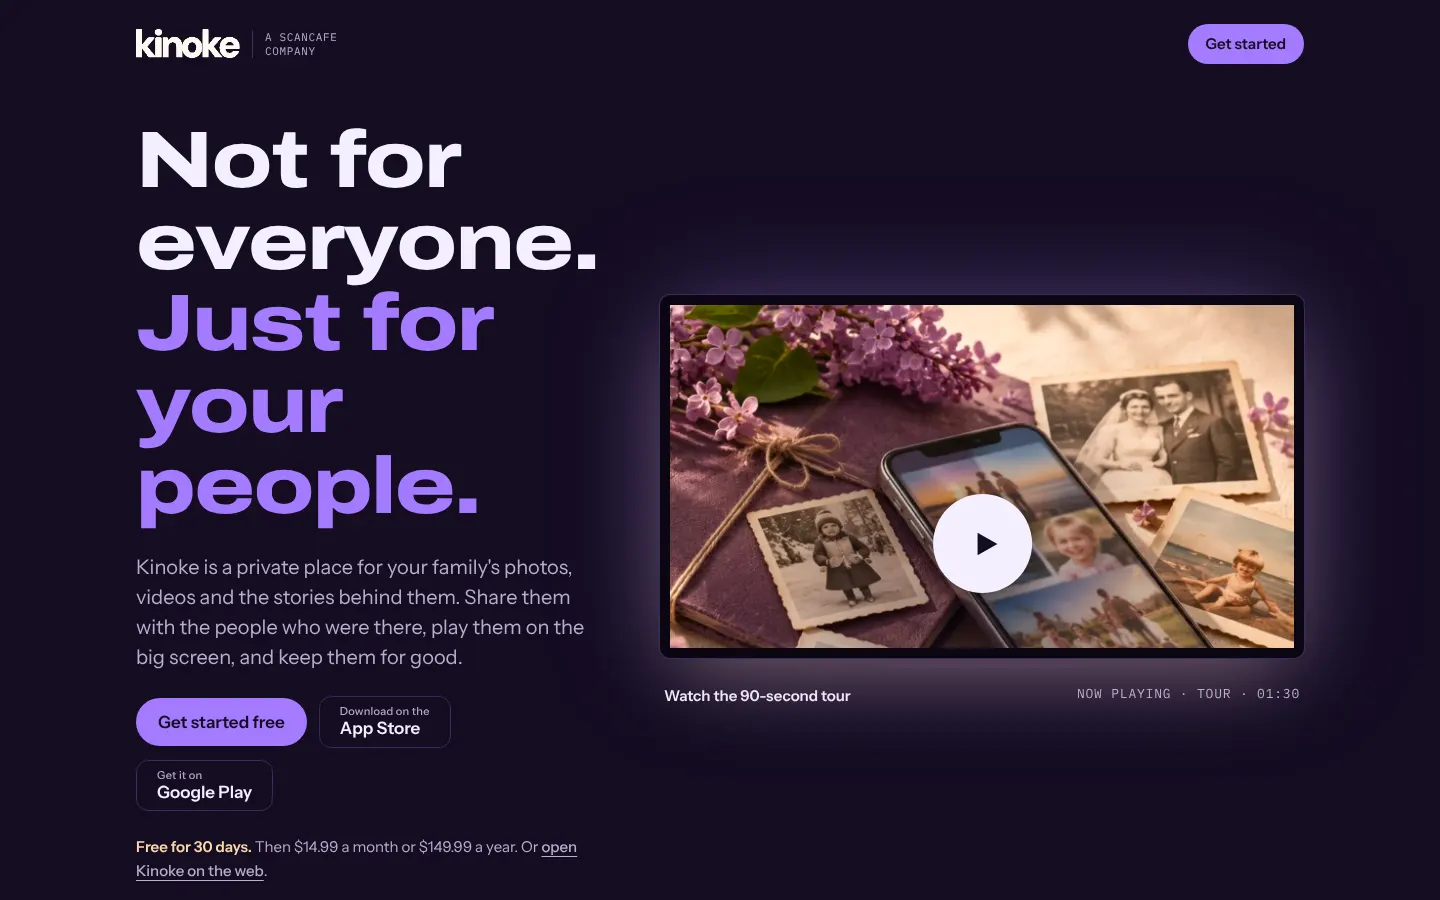 kinoke
A SCANCAFE
COMPANY
Get started
Not for
everyone.
Just for
your
people.
Kinoke is a private place for your family's photos,
videos and the stories behind them. Share them
with the people who were there, play them on the
big screen, and keep them for good.
Get started free
Download on the
App Store
Get it on
Google Play
Free for 30 days. Then $14.99 a month or $149.99 a year. Or open
Kinoke on the web.
Watch the 90-second tour
NOW PLAYING · TOUR · 01:30